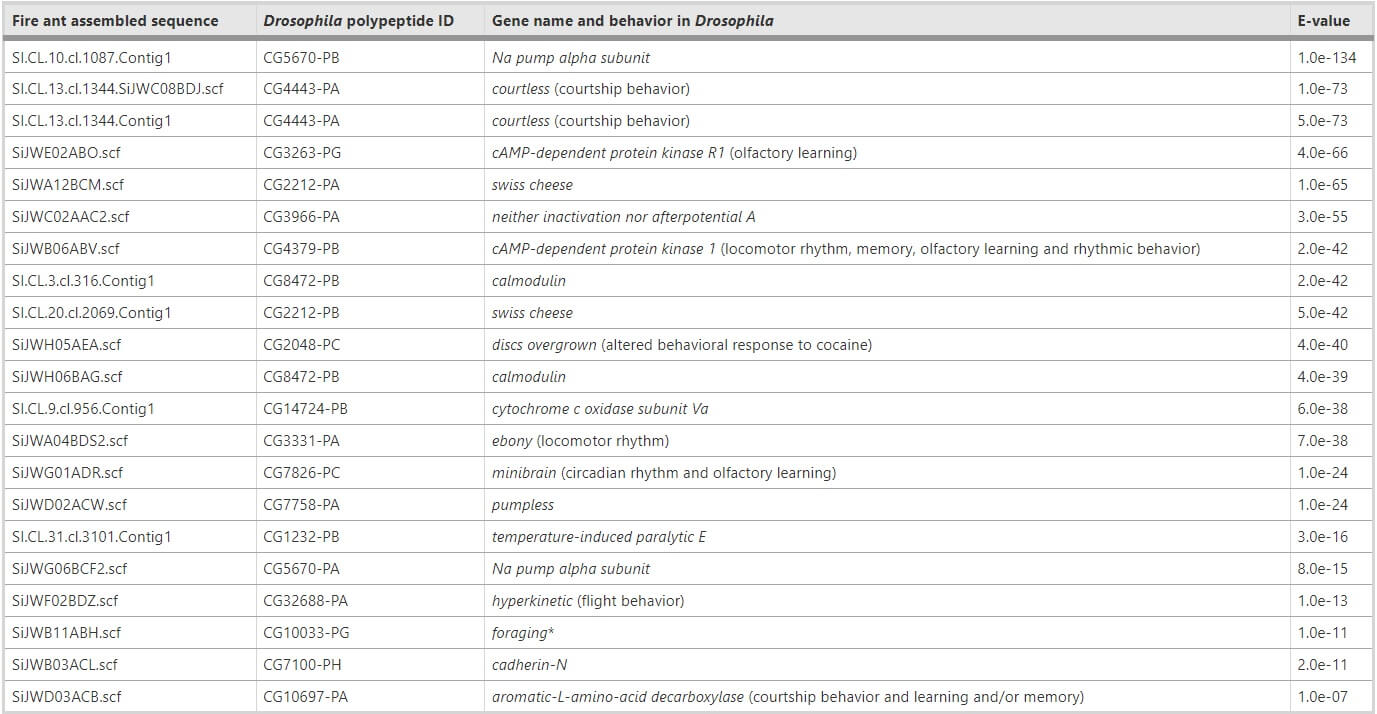 Fire ant assembled sequence Drosophila polypeptide ID Gene name and behavior in Drosophila E-value
SI.CL.10.cl.1087.Contig1 CG5670-PB Na pump alpha subunit 1.0e-134
SI.CL.13.cl.1344.SiJWC08BDJ.scf CG4443-PA courtless (courtship behavior) 1.0e-73
SI.CL.13.cl.1344.Contig1 CG4443-PA courtless (courtship behavior) 5.0e-73
SiJWE02ABO.scf CG3263-PG cAMP-dependent protein kinase R1 (olfactory learning) 4.0e-66
SiJWA12BCM.scf CG2212-PA swiss cheese 1.0e-65
SiJWC02AAC2.scf CG3966-PA neither inactivation nor afterpotential A 3.0e-55
SiJWB06ABV.scf CG4379-PB cAMP-dependent protein kinase 1 (locomotor rhythm, memory, olfactory learning and rhythmic behavior) 2.0e-42
SI.CL.3.cl.316.Contig1 CG8472-PB calmodulin 2.0e-42
SI.CL.20.cl.2069.Contig1 CG2212-PB swiss cheese 5.0e-42
SiJWH05AEA.scf CG2048-PC discs overgrown (altered behavioral response to cocaine) 4.0e-40
SiJWH06BAG.scf CG8472-PB calmodulin 4.0e-39
SI.CL.9.cl.956.Contig1 CG14724-PB cytochrome c oxidase subunit Va 6.0e-38
SiJWA04BDS2.scf CG3331-PA ebony (locomotor rhythm) 7.0e-38
SiJWG01ADR.scf CG7826-PC minibrain (circadian rhythm and olfactory learning) 1.0e-24
SiJWD02ACW.scf CG7758-PA pumpless 1.0e-24
SI.CL.31.cl.3101.Contig1 CG1232-PB temperature-induced paralytic E 3.0e-16
SiJWG06BCF2.scf CG5670-PA Na pump alpha subunit 8.0e-15
SiJWF02BDZ.scf CG32688-PA hyperkinetic (flight behavior) 1.0e-13
SiJWB11ABH.scf CG10033-PG foraging* 1.0e-11
SiJWB03ACL.scf CG7100-PH cadherin-N 2.0e-11
SiJWD03ACB.scf CG10697-PA aromatic-L-amino-acid decarboxylase (courtship behavior and learning and/or memory) 1.0e-07